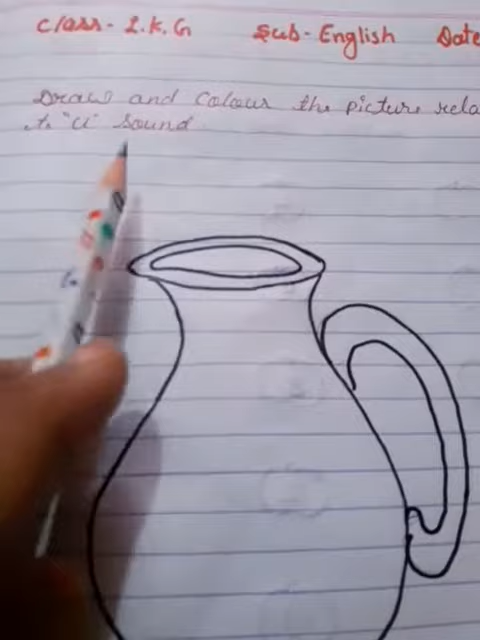 Class- L.K.G Sub- English Date
Draw and Colour the picture rela
to "u" sound